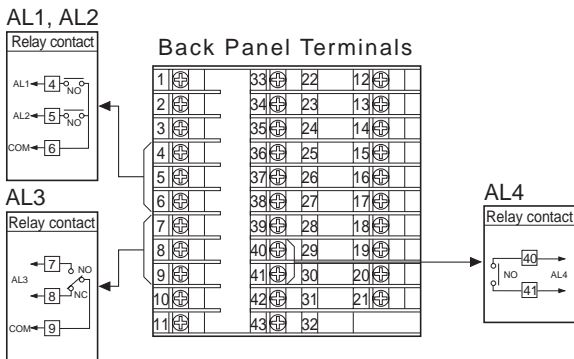 AL1, AL2
Relay contact
AL1 4 NO
AL2 5 NO
COM 6
AL3
Relay contact
7 NO
AL3
8 NC
COM 9
Back Panel Terminals
1 33 22 12
2 34 23 13
3 35 24 14
4 36 25 15
5 37 26 16
6 38 27 17
7 39 28 18
8 40 29 19
9 41 30 20
10 42 31 21
11 43 32
AL4
Relay contact
40
NO AL4
41